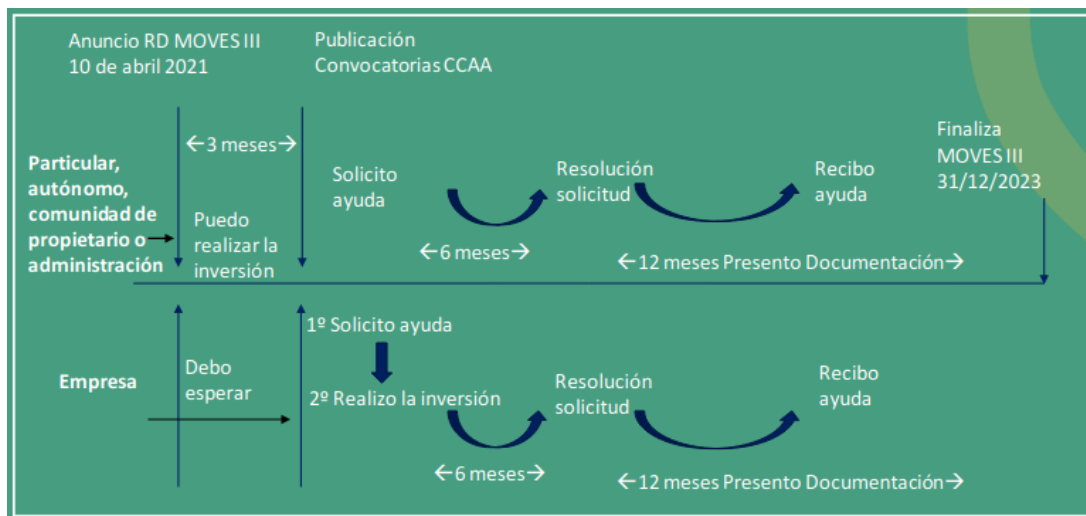 Anuncio RD MOVES III
10 de abril 2021
Publicación
Convocatorias CCAA
←3 meses→
Finaliza
MOVES III
31/12/2023
Particular,
autónomo,
comunidad de
propietario o
administración
Puedo
realizar la
inversión
Solicito
ayuda
Resolución
solicitud
Recibo
ayuda
←6 meses→
←12 meses Presento Documentación→
Empresa
Debo
esperar
1º Solicito ayuda
2º Realizo la inversión
Resolución
solicitud
Recibo
ayuda
←6 meses→
←12 meses Presento Documentación→